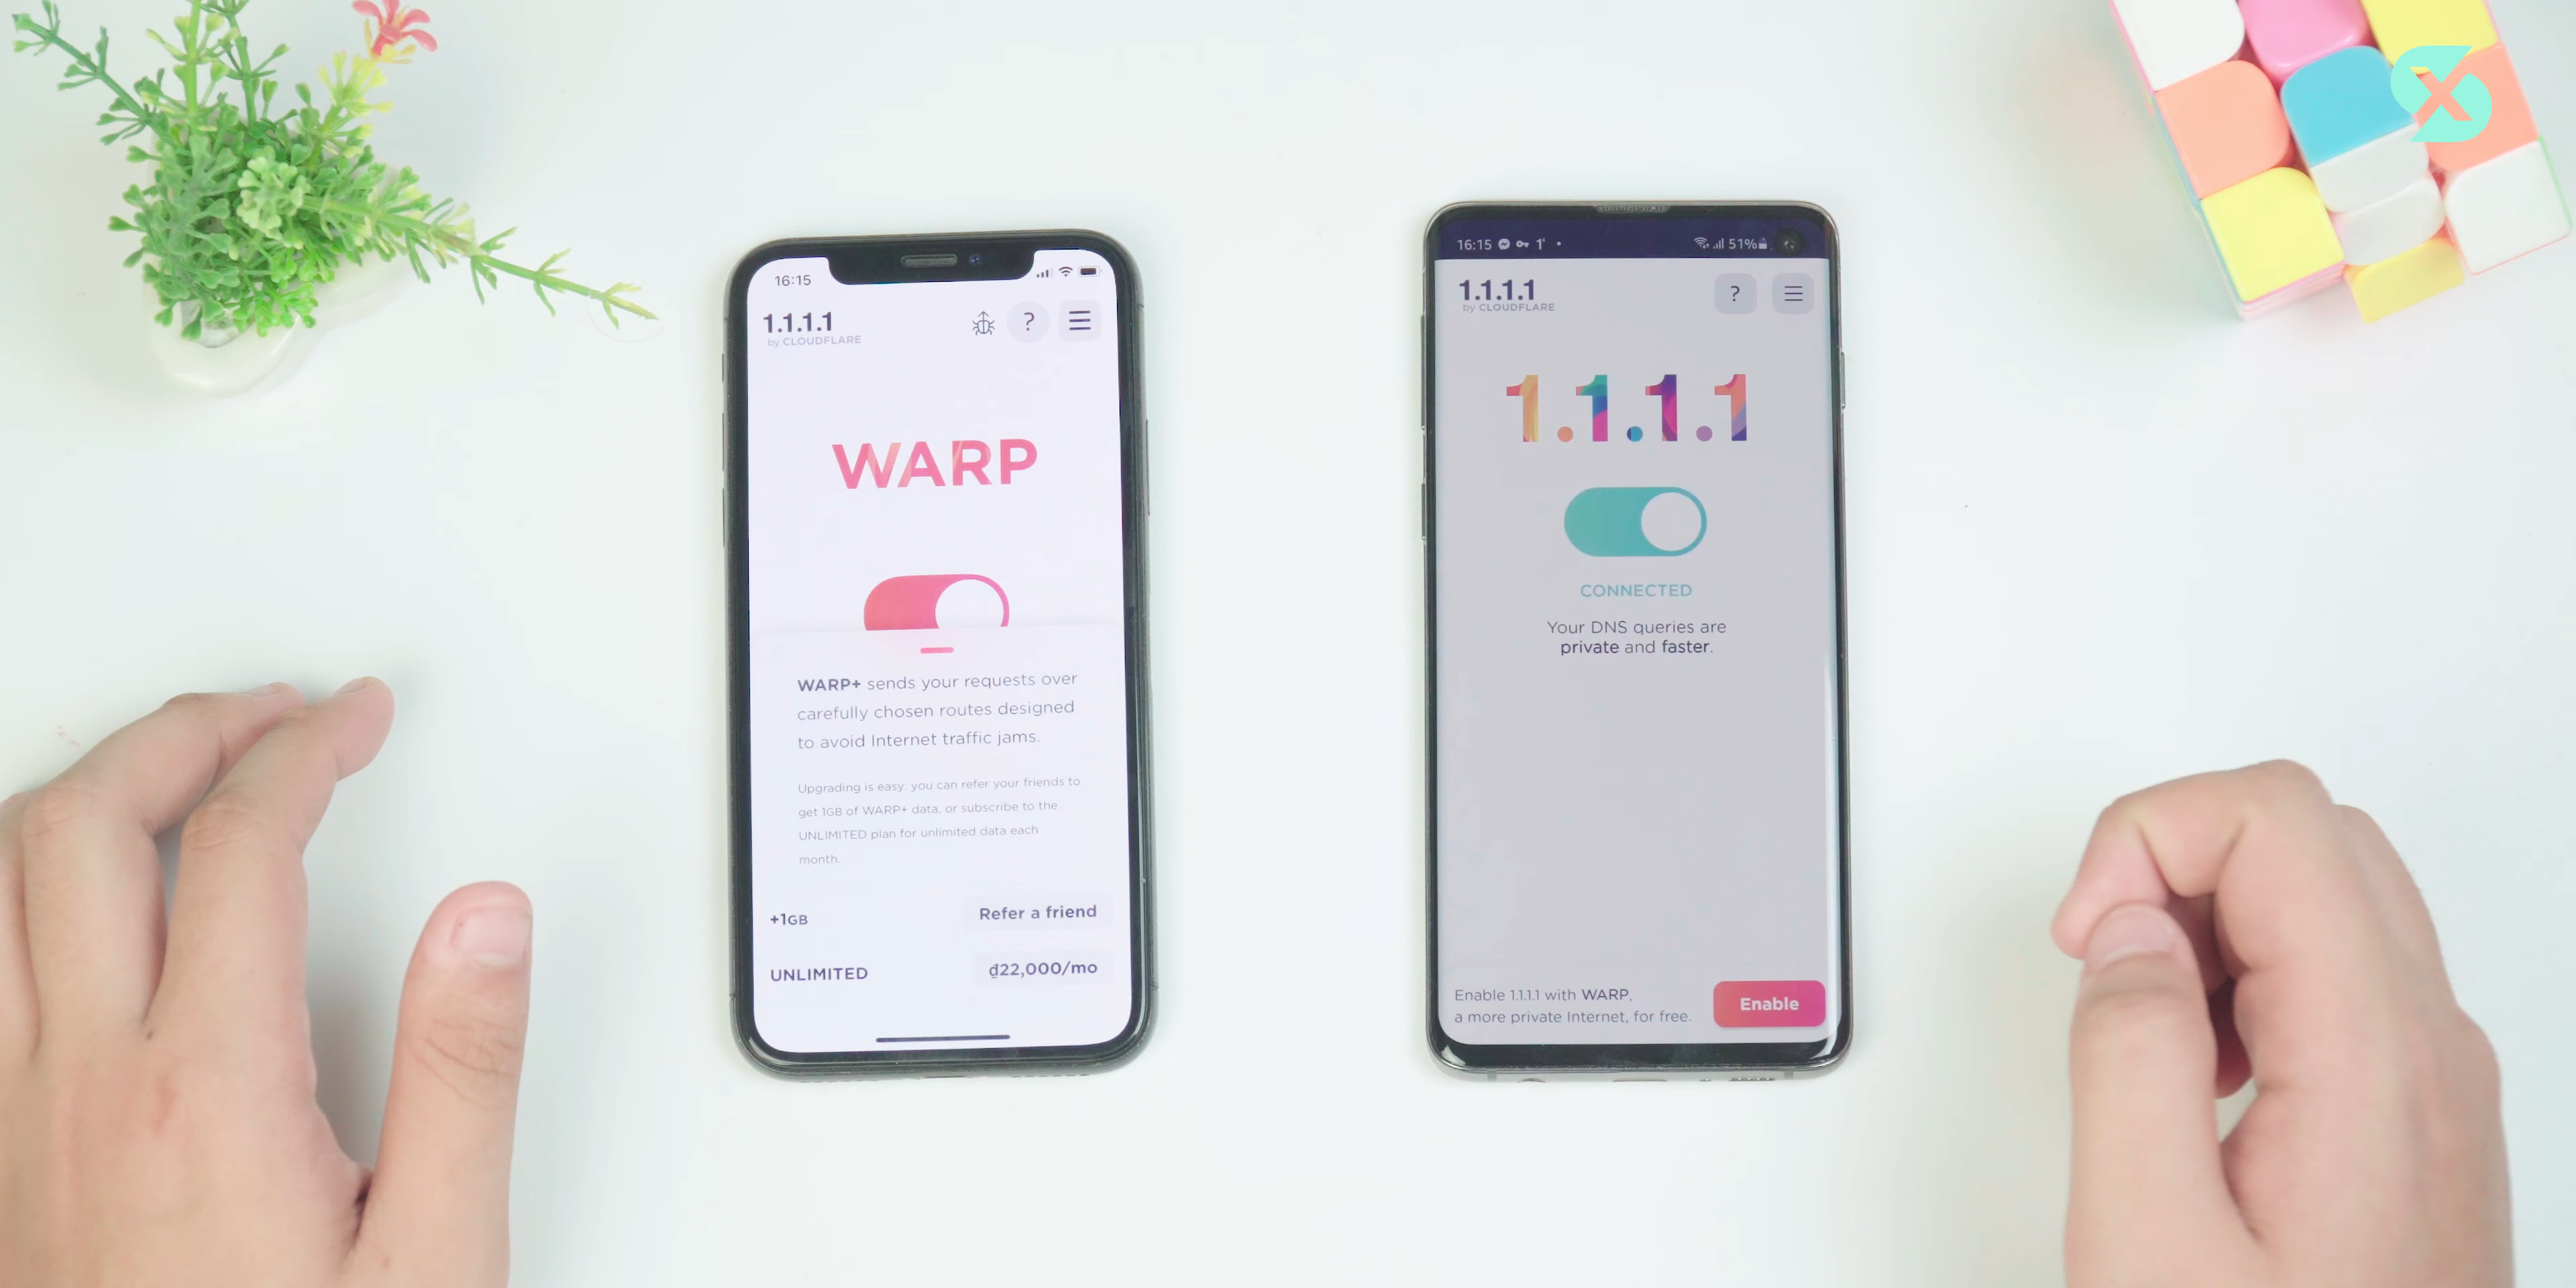 16:15
1.1.1.1
by CLOUDFLARE
?
WARP
WARP+ sends your requests over
carefully chosen routes designed
to avoid Internet traffic jams.
Upgrading is easy: you can refer your friends to
get 1GB of WARP+ data, or subscribe to the
UNLIMITED plan for unlimited data each
month.
+1GB
Refer a friend
UNLIMITED
₫22,000/mo
16:15
51%
1.1.1.1
by CLOUDFLARE
?
1.1.1.1
CONNECTED
Your DNS queries are
private and faster.
Enable 1.1.1.1 with WARP,
a more private Internet, for free.
Enable